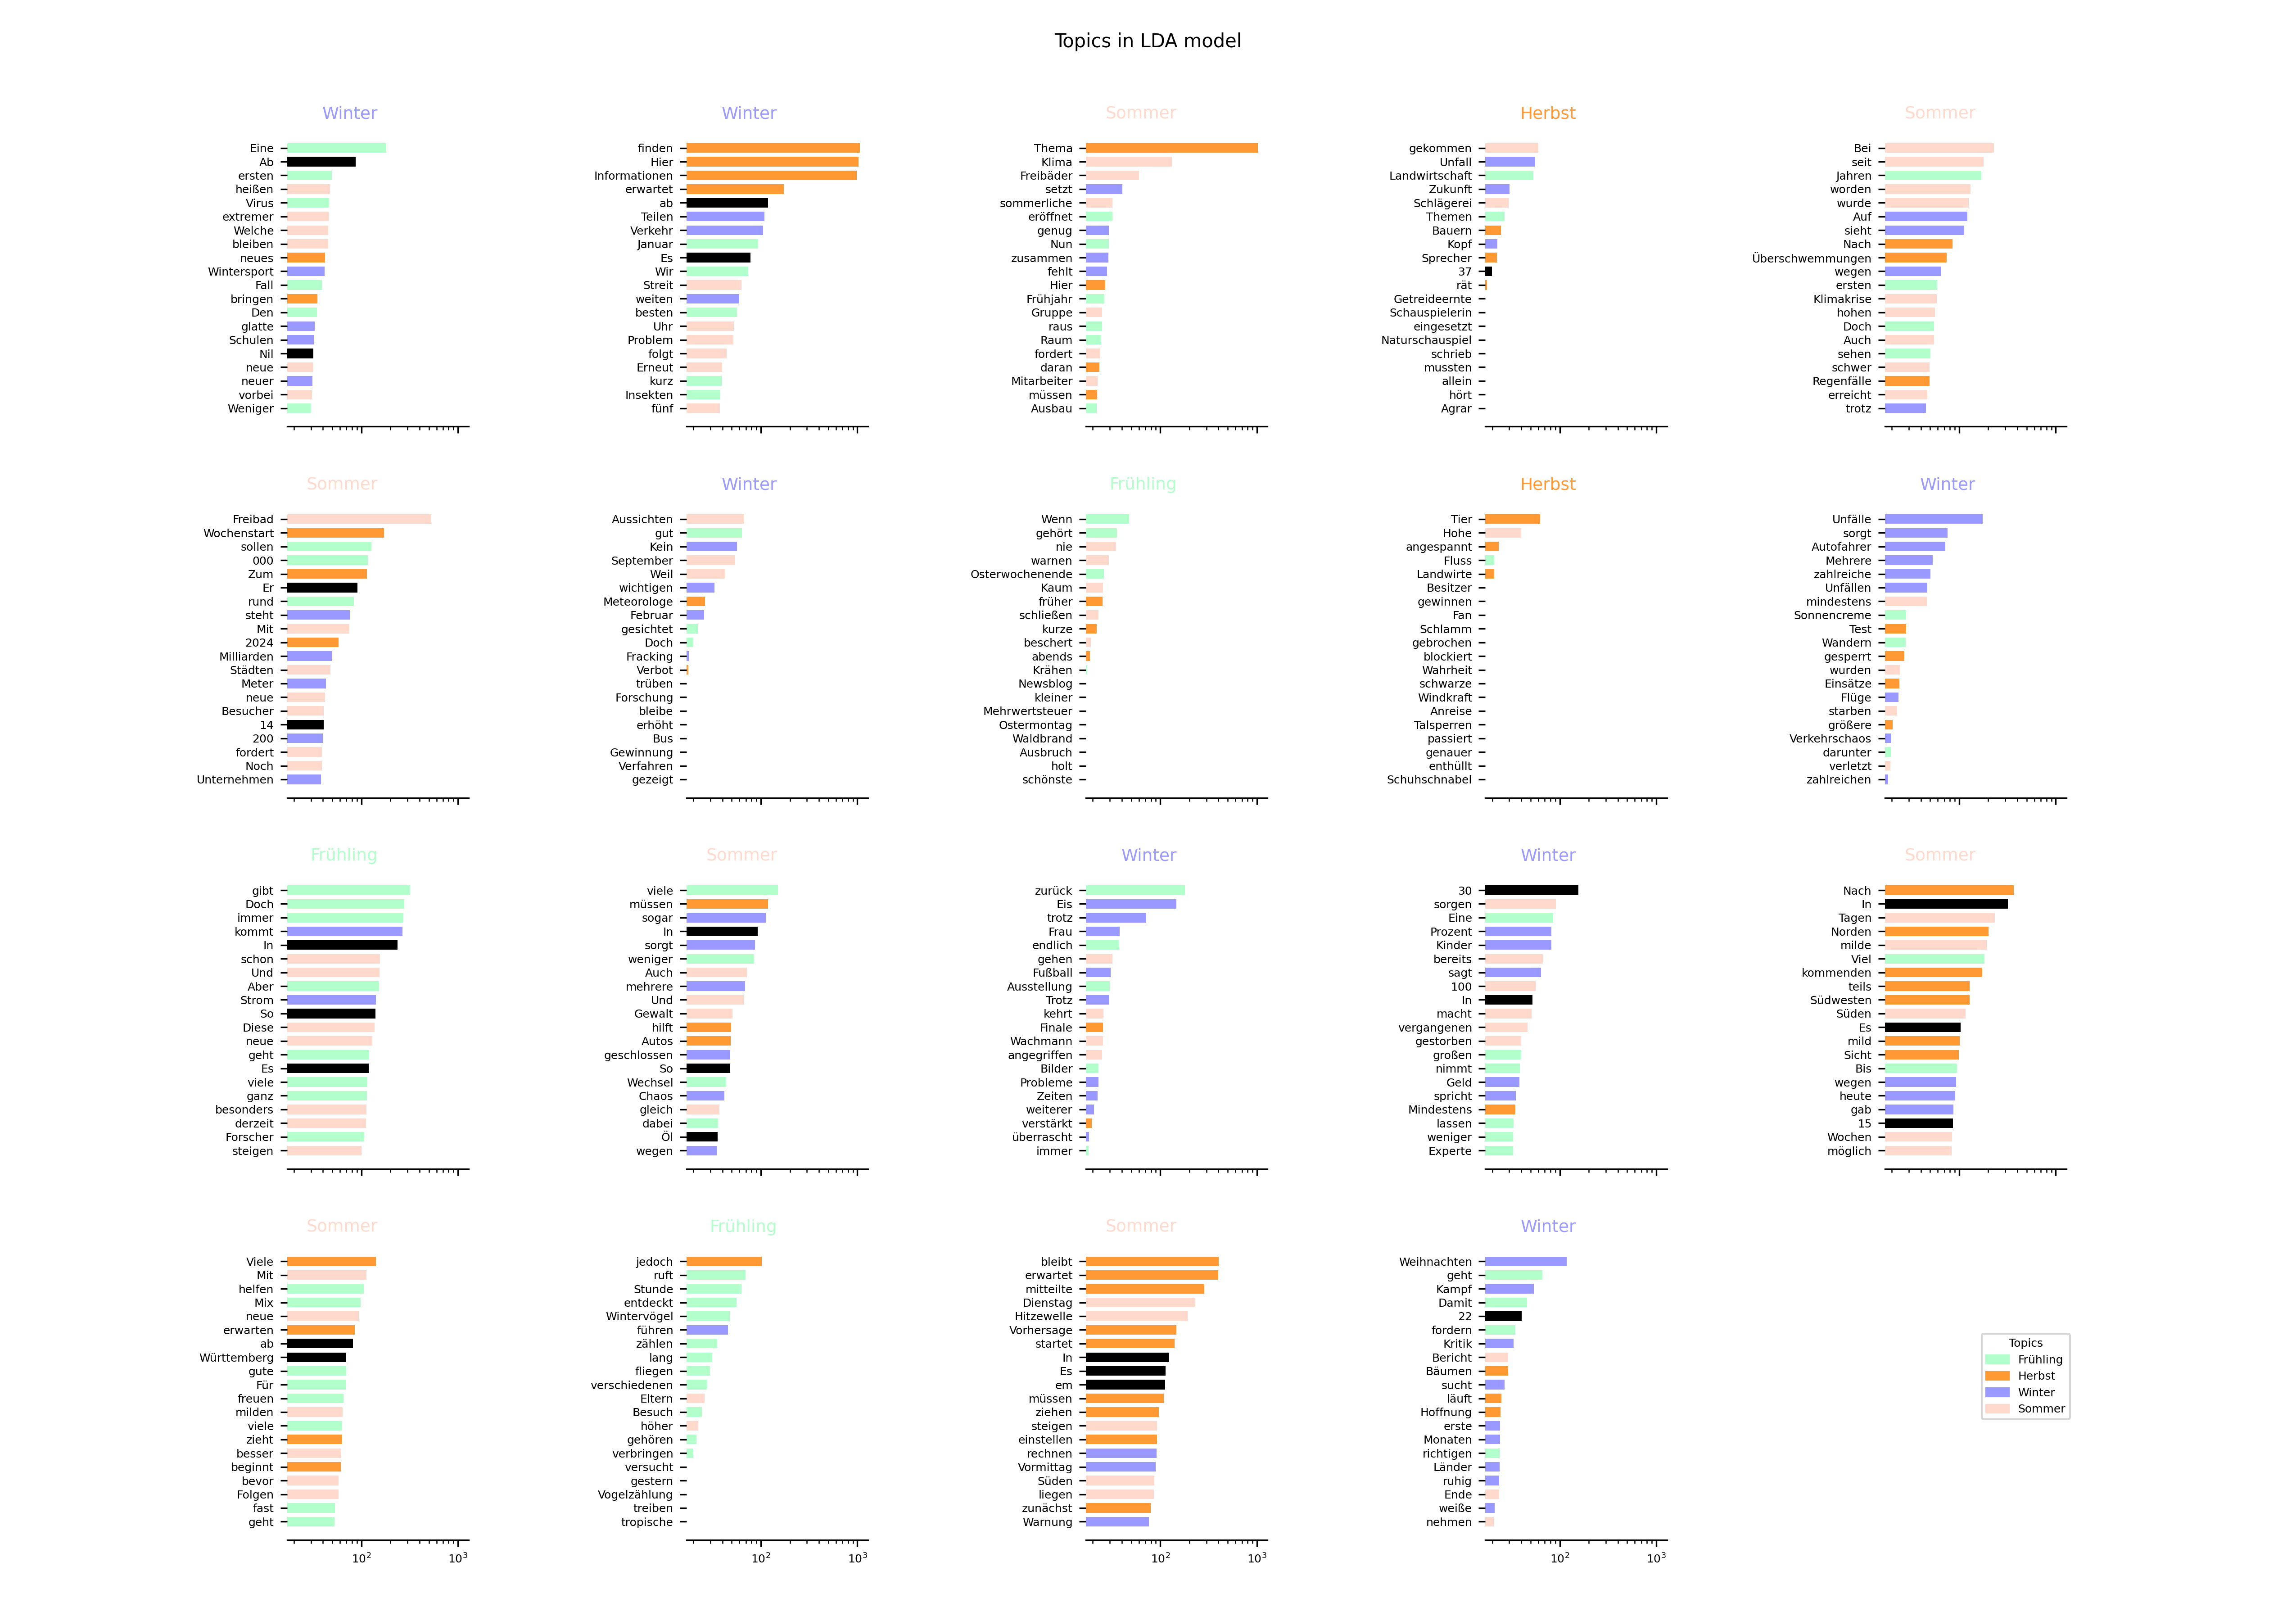 Topics in LDA model
Winter
Eine
Ab
ersten
heißen
Virus
extremer
Welche
bleiben
neues
Wintersport
Fall
bringen
Den
glatte
Schulen
Nil
neue
neuer
vorbei
Weniger
Winter
finden
Hier
Informationen
erwartet
ab
Teilen
Verkehr
Januar
Es
Wir
Streit
weiten
besten
Uhr
Problem
folgt
Erneut
kurz
Insekten
fünf
Sommer
Thema
Klima
Freibäder
setzt
sommerliche
eröffnet
genug
Nun
zusammen
fehlt
Hier
Frühjahr
Gruppe
raus
Raum
fordert
daran
Mitarbeiter
müssen
Ausbau
Herbst
gekommen
Unfall
Landwirtschaft
Zukunft
Schlägerei
Themen
Bauern
Kopf
Sprecher
37
rät
Getreideernte
Schauspielerin
eingesetzt
Naturschauspiel
schrieb
mussten
allein
hört
Agrar
Sommer
Bei
seit
Jahren
worden
wurde
Auf
sieht
Nach
Überschwemmungen
wegen
ersten
Klimakrise
hohen
Doch
Auch
sehen
schwer
Regenfälle
erreicht
trotz
Sommer
Freibad
Wochenstart
sollen
000
Zum
Er
rund
steht
Mit
2024
Milliarden
Städten
Meter
neue
Besucher
14
200
fordert
Noch
Unternehmen
Winter
Aussichten
gut
Kein
September
Weil
wichtigen
Meteorologe
Februar
gesichtet
Doch
Fracking
Verbot
trüben
Forschung
bleibe
erhöht
Bus
Gewinnung
Verfahren
gezeigt
Frühling
Wenn
gehört
nie
warnen
Osterwochenende
Kaum
früher
schließen
kurze
beschert
abends
Krähen
Newsblog
kleiner
Mehrwertsteuer
Ostermontag
Waldbrand
Ausbruch
holt
schönste
Herbst
Tier
Hohe
angespannt
Fluss
Landwirte
Besitzer
gewinnen
Fan
Schlamm
gebrochen
blockiert
Wahrheit
schwarze
Windkraft
Anreise
Talsperren
passiert
genauer
enthüllt
Schuhschnabel
Winter
Unfälle
sorgt
Autofahrer
Mehrere
zahlreiche
Unfällen
mindestens
Sonnencreme
Test
Wandern
gesperrt
wurden
Einsätze
Flüge
starben
größere
Verkehrschaos
darunter
verletzt
zahlreichen
Frühling
gibt
Doch
immer
kommt
In
schon
Und
Aber
Strom
So
Diese
neue
geht
Es
viele
ganz
besonders
derzeit
Forscher
steigen
Sommer
viele
müssen
sogar
In
sorgt
weniger
Auch
mehrere
Und
Gewalt
hilft
Autos
geschlossen
So
Wechsel
Chaos
gleich
dabei
Öl
wegen
Winter
zurück
Eis
trotz
Frau
endlich
gehen
Fußball
Ausstellung
Trotz
kehrt
Finale
Wachmann
angegriffen
Bilder
Probleme
Zeiten
weiterer
verstärkt
überrascht
immer
Winter
30
sorgen
Eine
Prozent
Kinder
bereits
sagt
100
In
macht
vergangenen
gestorben
großen
nimmt
Geld
spricht
Mindestens
lassen
weniger
Experte
Sommer
Nach
In
Tagen
Norden
milde
Viel
kommenden
teils
Südwesten
Süden
Es
mild
Sicht
Bis
wegen
heute
gab
15
Wochen
möglich
Sommer
Viele
Mit
helfen
Mix
neue
erwarten
ab
Württemberg
gute
Für
freuen
milden
viele
zieht
besser
beginnt
bevor
Folgen
fast
geht
10² 10³
Frühling
jedoch
ruft
Stunde
entdeckt
Wintervögel
führen
zählen
lang
fliegen
verschiedenen
Eltern
Besuch
höher
gehören
verbringen
versucht
gestern
Vogelzählung
treiben
tropische
10² 10³
Sommer
bleibt
erwartet
mitteilte
Dienstag
Hitzewelle
Vorhersage
startet
In
Es
em
müssen
ziehen
steigen
einstellen
rechnen
Vormittag
Süden
liegen
zunächst
Warnung
10² 10³
Winter
Weihnachten
geht
Kampf
Damit
22
fordern
Kritik
Bericht
Bäumen
sucht
läuft
Hoffnung
erste
Monaten
richtigen
Länder
ruhig
Ende
weiße
nehmen
10² 10³
Topics
Frühling
Herbst
Winter
Sommer